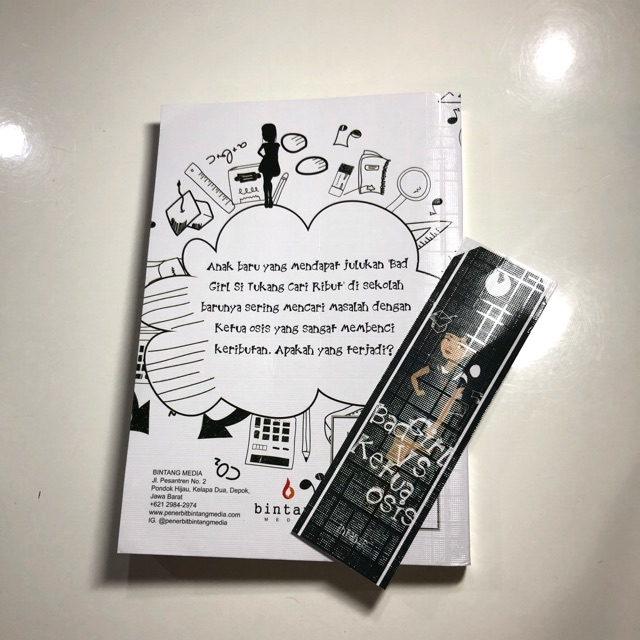 a+b+c
Anak baru yang mendapat julukan 'Bad
Girl Si Tukang Cari Ribut' di sekolah
barunya sering mencari masalah dengan
Ketua osis yang sangat membenci
keributan. Apakah yang terjadi?
CO2
BINTANG MEDIA
Jl. Pesantren No. 2
Pondok Hijau, Kelapa Dua, Depok,
Jawa Barat
+621 2984-2974
www.penerbitbintangmedia.com
IG. @penerbitbintangmedia
Bad Girl
VS
Ketua
OSIS